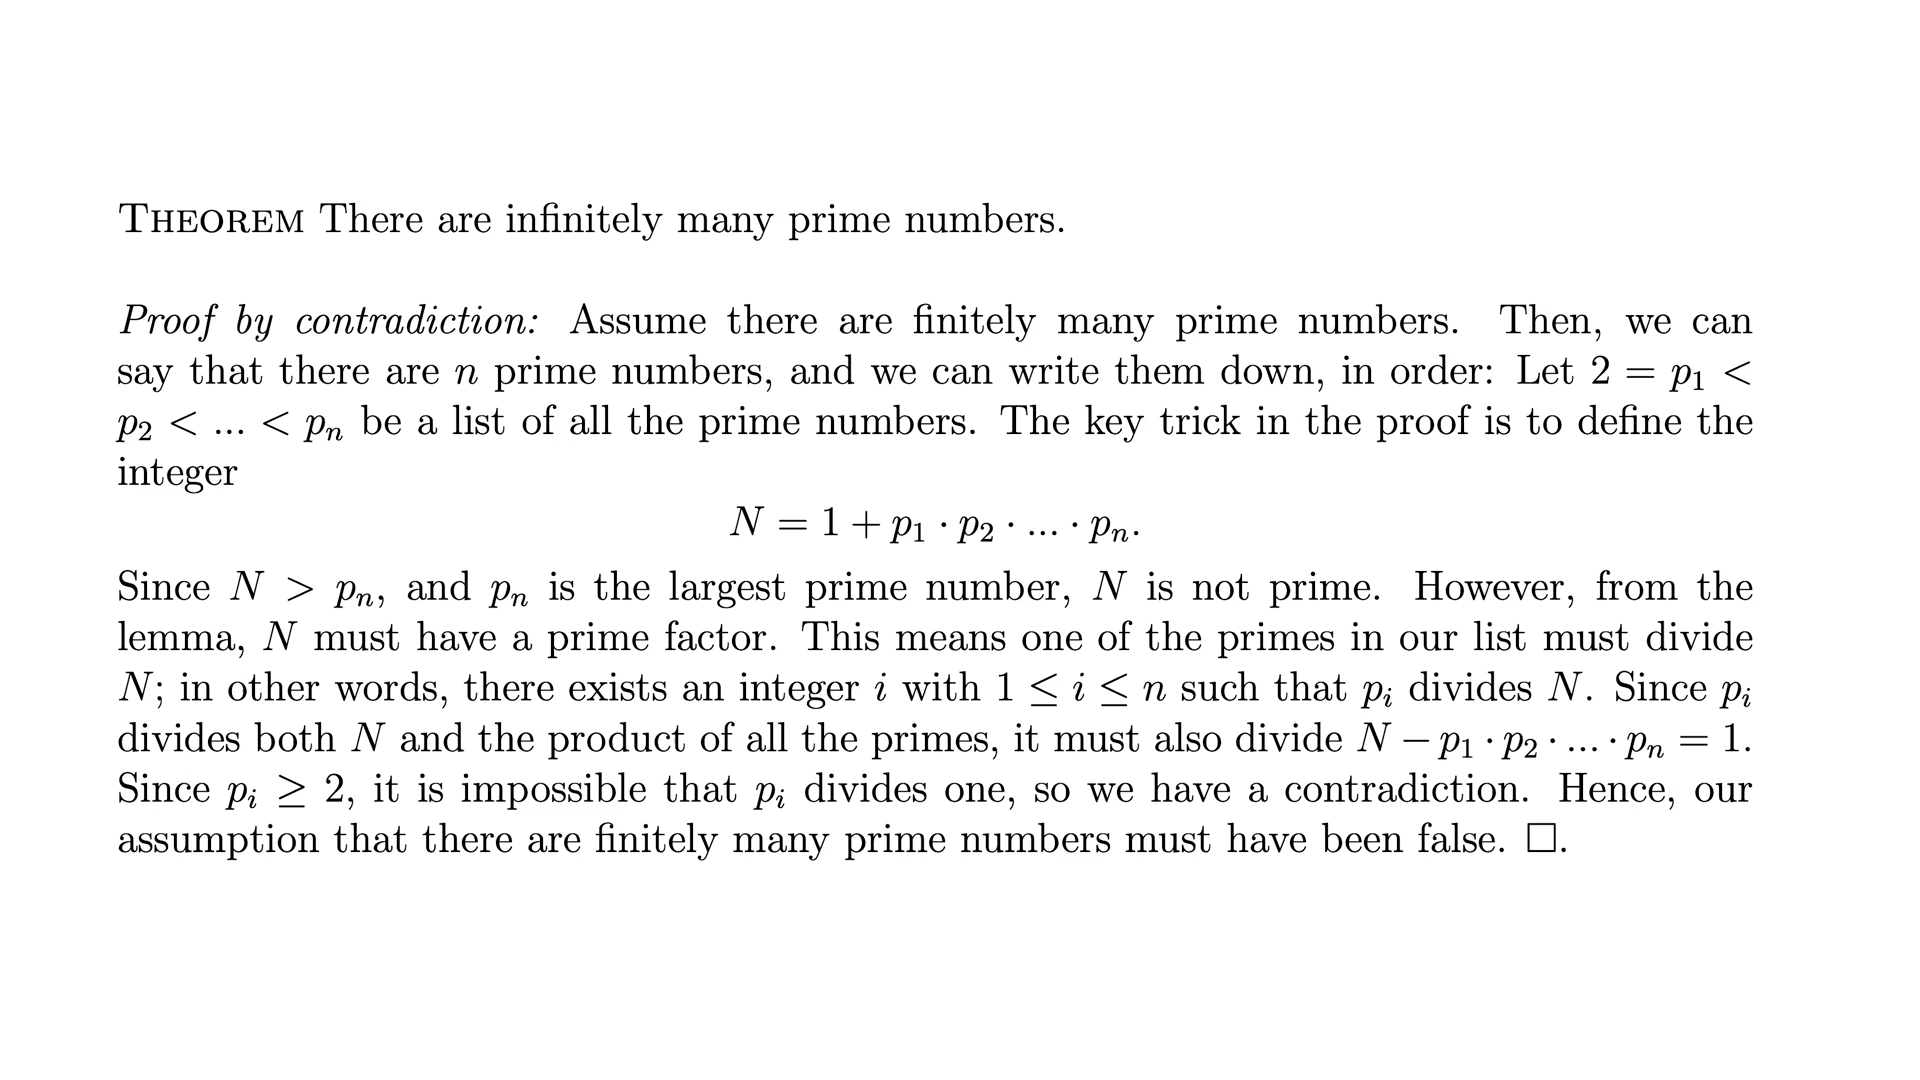 THEOREM There are infinitely many prime numbers.
Proof by contradiction: Assume there are finitely many prime numbers. Then, we can
say that there are n prime numbers, and we can write them down, in order: Let 2 = p₁ <
p₂ < ... < pₙ be a list of all the prime numbers. The key trick in the proof is to define the
integer
N = 1 + p₁ · p₂ · ... · pₙ.
Since N > pₙ, and pₙ is the largest prime number, N is not prime. However, from the
lemma, N must have a prime factor. This means one of the primes in our list must divide
N; in other words, there exists an integer i with 1 ≤ i ≤ n such that pᵢ divides N. Since pᵢ
divides both N and the product of all the primes, it must also divide N − p₁ · p₂ · ... · pₙ = 1.
Since pᵢ ≥ 2, it is impossible that pᵢ divides one, so we have a contradiction. Hence, our
assumption that there are finitely many prime numbers must have been false. □.